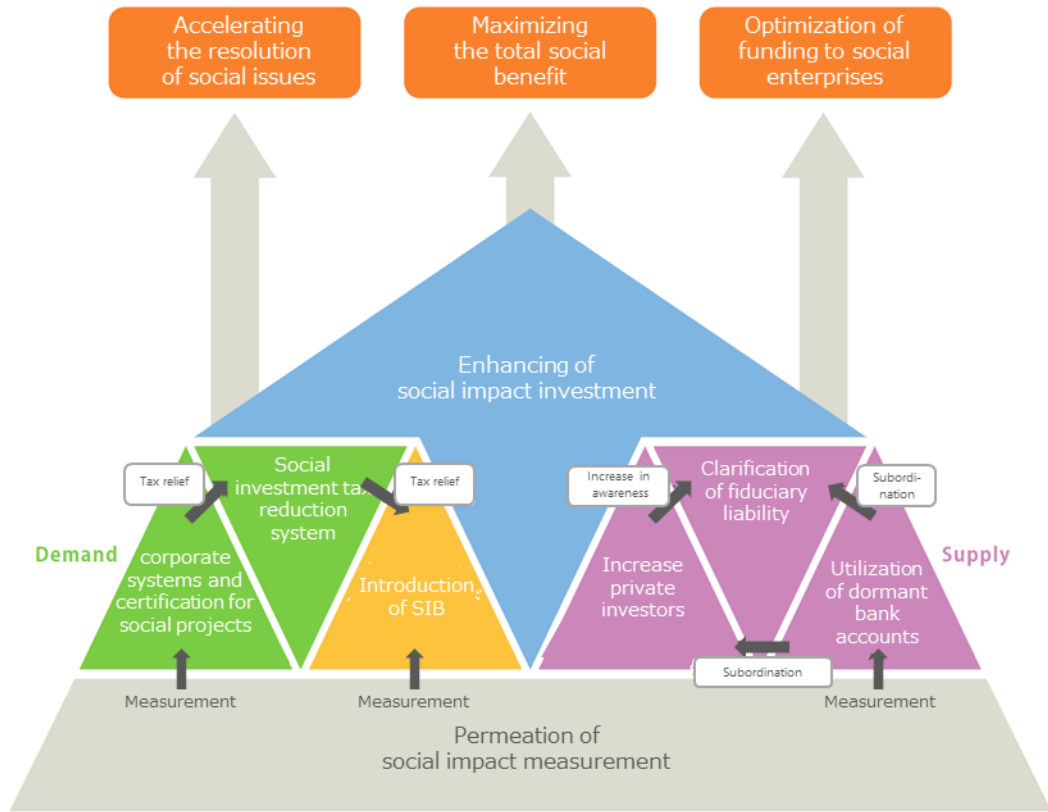 Accelerating
the resolution
of social issues
Maximizing
the total social
benefit
Optimization of
funding to social
enterprises
Enhancing of
social impact investment
Tax relief
Social
investment tax
reduction
system
Tax relief
Increase in
awareness
Clarification
of fiduciary
liability
Subordi-
nation
Demand
corporate
systems and
certification for
social projects
Introduction
of SIB
Increase
private
investors
Utilization
of dormant
bank
accounts
Supply
Subordination
Measurement
Measurement
Measurement
Permeation of
social impact measurement